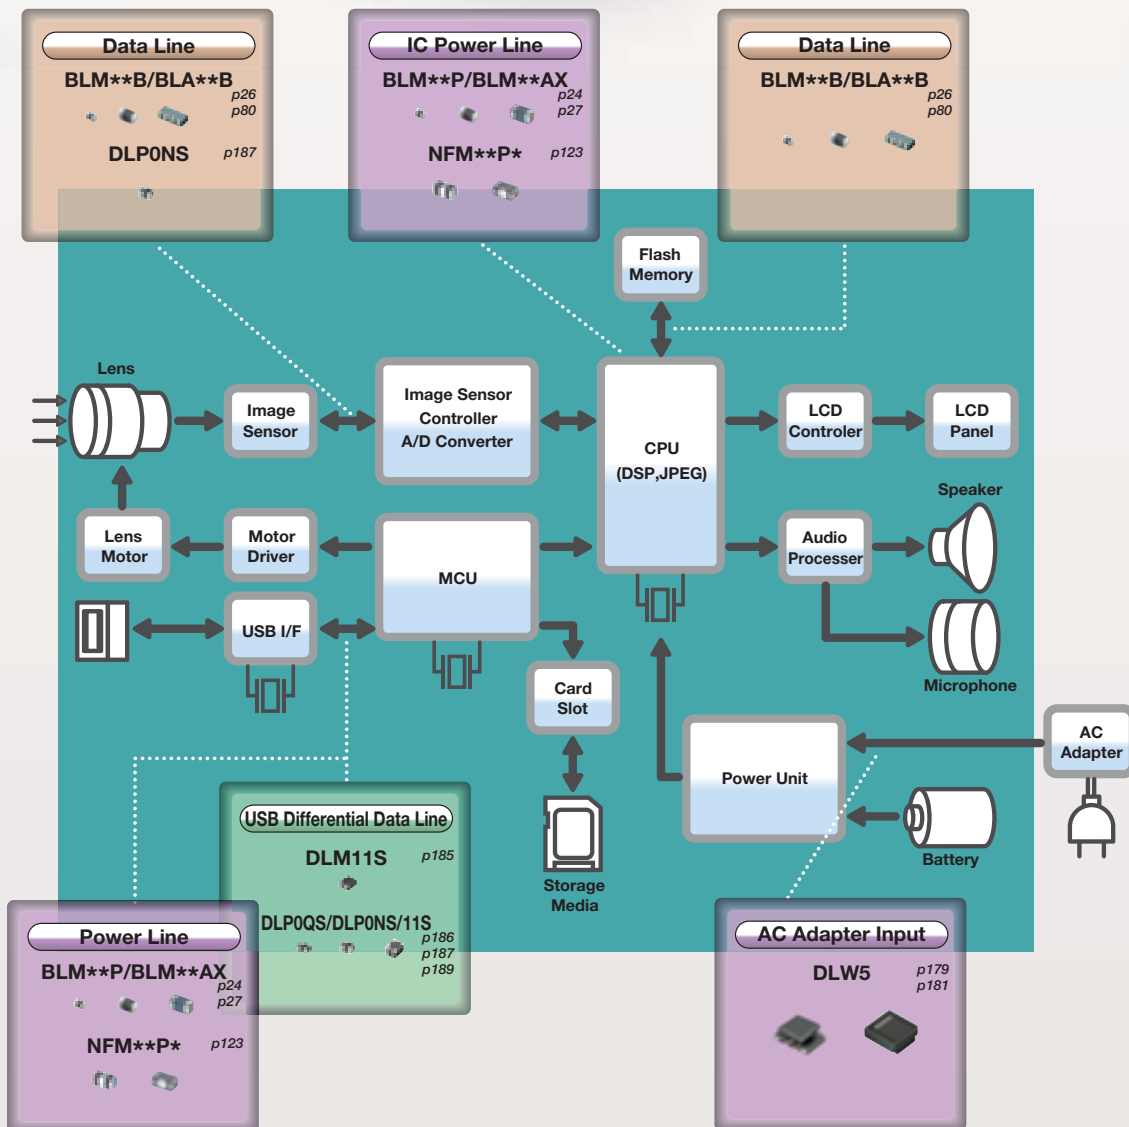 Data Line
BLM**B/BLA**B
p26
p80
DLP0NS
p187
IC Power Line
BLM**P/BLM**AX
p24
p27
NFM**P*
p123
Data Line
BLM**B/BLA**B
p26
p80
Flash
Memory
Lens
Image
Sensor
Image Sensor
Controller
A/D Converter
CPU
(DSP,JPEG)
LCD
Controler
LCD
Panel
Speaker
Lens
Motor
Motor
Driver
MCU
Audio
Processer
USB I/F
Microphone
Card
Slot
AC
Adapter
Power Unit
Battery
Storage
Media
USB Differential Data Line
DLM11S
p185
DLP0QS/DLP0NS/11S
p186
p187
p189
Power Line
BLM**P/BLM**AX
p24
p27
NFM**P*
p123
AC Adapter Input
DLW5
p179
p181